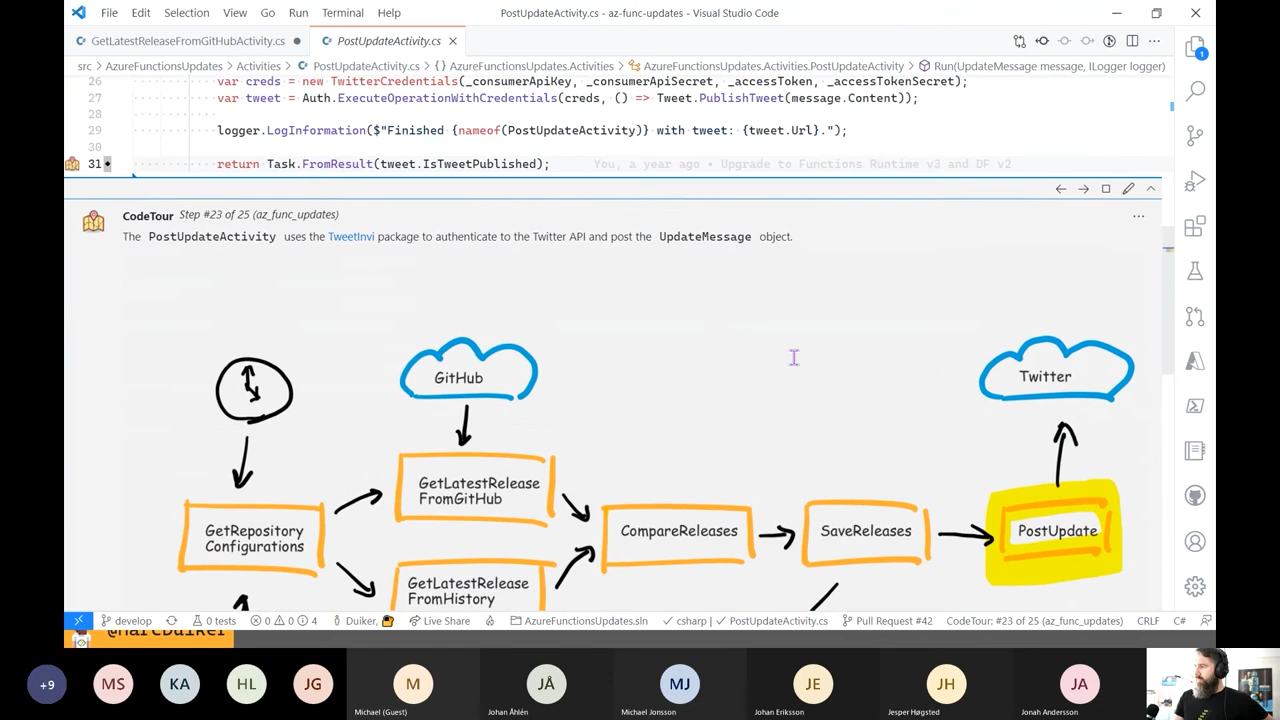 File Edit Selection View Go Run Terminal Help PostUpdateActivity.cs - az-func-updates - Visual Studio Code
GetLatestReleaseFromGitHubActivity.cs PostUpdateActivity.cs
src AzureFunctionsUpdates Activities PostUpdateActivity.cs {} AzureFunctionsUpdates.Activities AzureFunctionsUpdates.Activities.PostUpdateActivity Run(UpdateMessage message, ILogger logger)
26 var creds = new TwitterCredentials(_consumerApiKey, _consumerApiSecret, _accessToken, _accessTokenSecret);
27 var tweet = Auth.ExecuteOperationWithCredentials(creds, () => Tweet.PublishTweet(message.Content));
28
29 logger.LogInformation($"Finished {nameof(PostUpdateActivity)} with tweet: {tweet.Url}.");
30
31 return Task.FromResult(tweet.IsTweetPublished); You, a year ago • Upgrade to Functions Runtime v3 and DF v2
CodeTour Step #23 of 25 (az_func_updates)
The PostUpdateActivity uses the TweetInvi package to authenticate to the Twitter API and post the UpdateMessage object.
GitHub
Twitter
GetLatestRelease
FromGitHub
GetRepository
Configurations
CompareReleases
SaveReleases
PostUpdate
GetLatestRelease
FromHistory
develop 0 tests 0 0 4 Duiker, Live Share AzureFunctionsUpdates.sln csharp PostUpdateActivity.cs Pull Request #42 CodeTour: #23 of 25 (az_func_updates) CRLF C#
@marcduiker
+9 MS KA HL JG M JÅ MJ JE JH JA
Michael (Guest) Johan Åhlén Michael Jonsson Johan Eriksson Jesper Høgsted Jonah Andersson
1